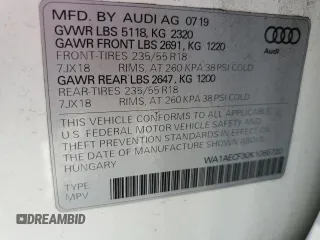 MFD. BY AUDI AG 07/19
GVWR LBS 5118, KG 2320
GAWR FRONT LBS 2691, KG 1220
FRONT-TIRES 235/55 R18
7JX18 RIMS, AT 260 KPA 38 PSI COLD
GAWR REAR LBS 2647, KG 1200
REAR-TIRES 235/55 R18
7JX18 RIMS, AT 260 KPA 38 PSI COLD
THIS VEHICLE CONFORMS TO ALL APPLICABLE
U.S. FEDERAL MOTOR VEHICLE SAFETY AND
THEFT PREVENTION STANDARDS
IN EFFECT ON THE DATE OF MANUFACTURE
SHOWN ABOVE.
HUNGARY
TYPE:
MPV
Audi
DREAMBID